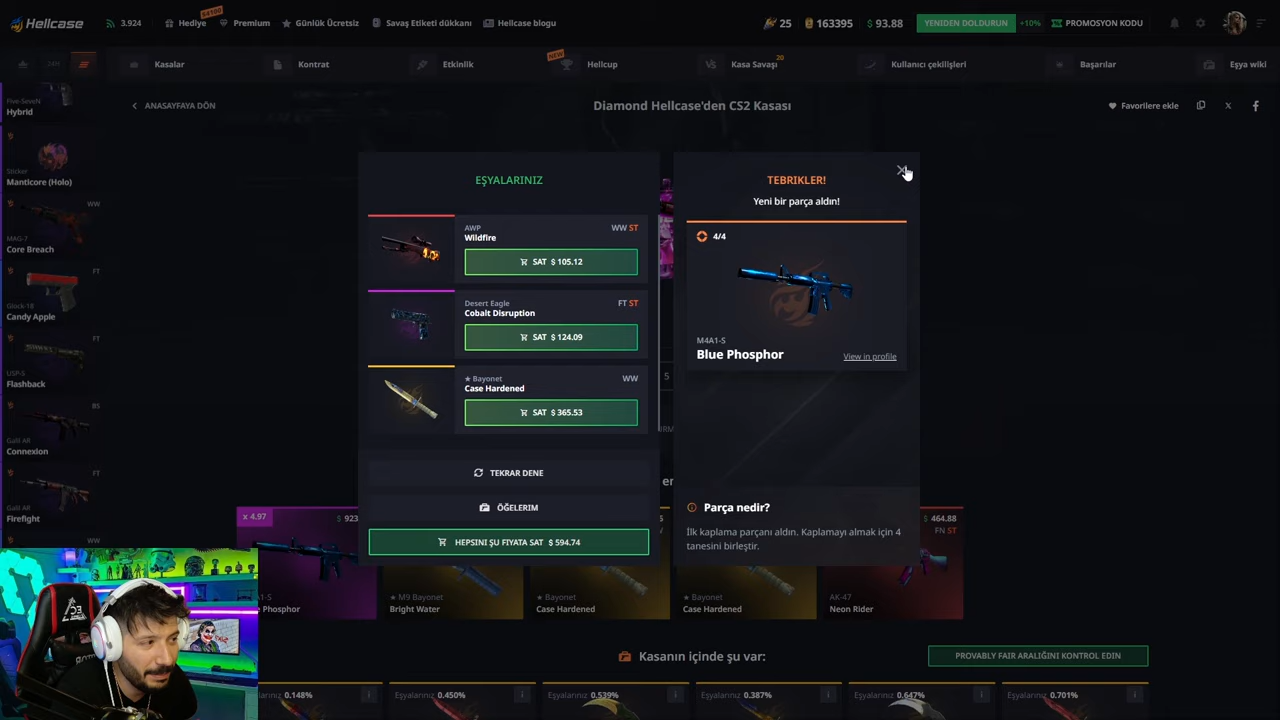 HELLCASE
3.924
Hediye
$4100
Premium
Günlük Ücretsiz
Savaş Etiketi dükkanı
Hellcase blogu
25
163395
$ 93.88
YENİDEN DOLDURUN
+10%
PROMOSYON KODU
24H
Kasalar
Kontrat
Etkinlik
NEW
Hellcup
Kasa Savaşı
20
Kullanıcı çekilişleri
Başarılar
Eşya wiki
ANASAYFAYA DÖN
Diamond Hellcase'den CS2 Kasası
Favorilere ekle
Five-SeveN
Hybrid
Sticker
Manticore (Holo)
WW
MAG-7
Core Breach
FT
Glock-18
Candy Apple
FT
USP-S
Flashback
BS
Galil AR
Connexion
FT
Galil AR
Firefight
WW
EŞYALARINIZ
AWP
WW ST
Wildfire
SAT $ 105.12
Desert Eagle
FT ST
Cobalt Disruption
SAT $ 124.09
★ Bayonet
WW
Case Hardened
SAT $ 365.53
TEKRAR DENE
ÖĞELERIM
HEPSINI ŞU FIYATA SAT $ 594.74
TEBRIKLER!
Yeni bir parça aldın!
4/4
M4A1-S
Blue Phosphor
View in profile
Parça nedir?
İlk kaplama parçanı aldın. Kaplamayı almak için 4
tanesini birleştir.
5
x 4.97
$ 923
$ 464.88
FN ST
Phosphor
★ M9 Bayonet
Bright Water
★ Bayonet
Case Hardened
★ Bayonet
Case Hardened
AK-47
Neon Rider
Kasanın içinde şu var:
PROVABLY FAIR ARALIĞINI KONTROL EDIN
Eşyalarınız 0.148%
Eşyalarınız 0.450%
Eşyalarınız 0.539%
Eşyalarınız 0.387%
Eşyalarınız 0.647%
Eşyalarınız 0.701%